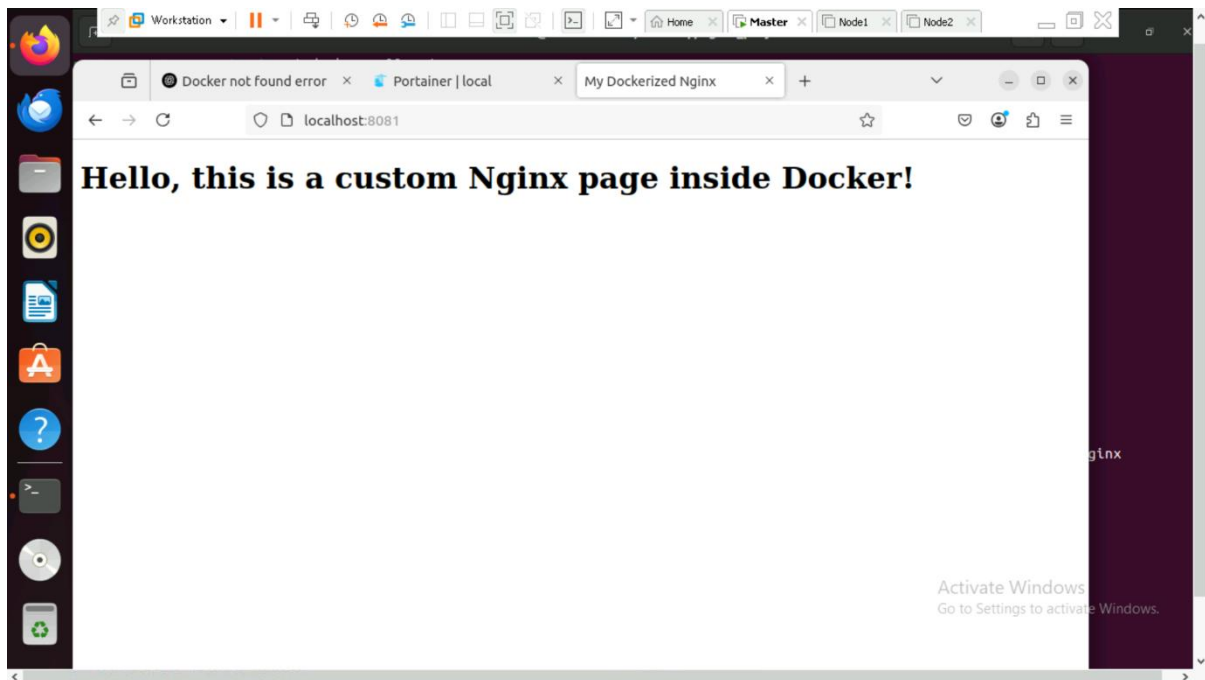 Workstation
Home
Master
Node1
Node2
Docker not found error
Portainer | local
My Dockerized Nginx
localhost:8081
Hello, this is a custom Nginx page inside Docker!
ginx
Activate Windows
Go to Settings to activate Windows.